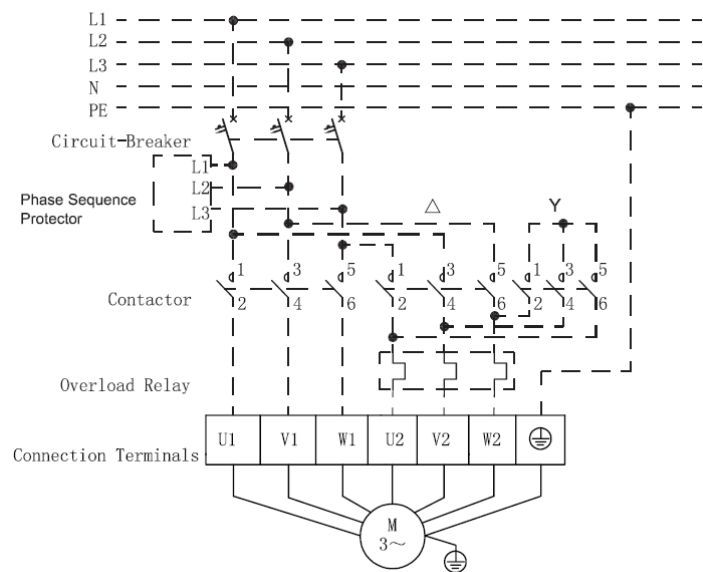 L1
L2
L3
N
PE
Circuit-Breaker
L1
L2
L3
Phase Sequence
Protector
△ Y
1 3 5 1 3 5 1 3 5
Contactor
2 4 6 2 4 6 2 4 6
Overload Relay
U1 V1 W1 U2 V2 W2
Connection Terminals
M
3～